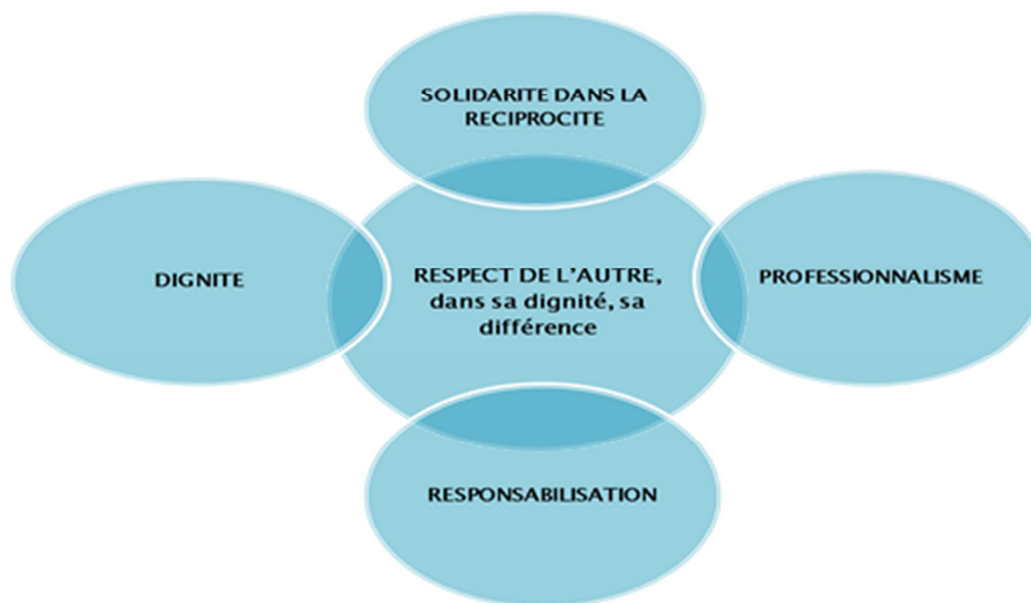 SOLIDARITE DANS LA
RECIPROCITE
DIGNITE
RESPECT DE L'AUTRE,
dans sa dignité, sa
différence
PROFESSIONNALISME
RESPONSABILISATION